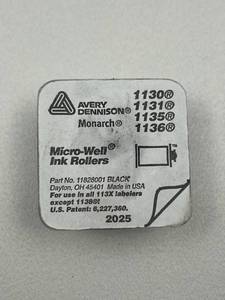 AVERY
DENNISON®
Monarch®
1130®
1131®
1135®
1136®
Micro-Well®
Ink Rollers
Part No. 11828001 BLACK
Dayton, OH 45401 Made in USA
For use in all 113X labelers
except 1138®!
U.S. Patent: 6,227,360.
2025